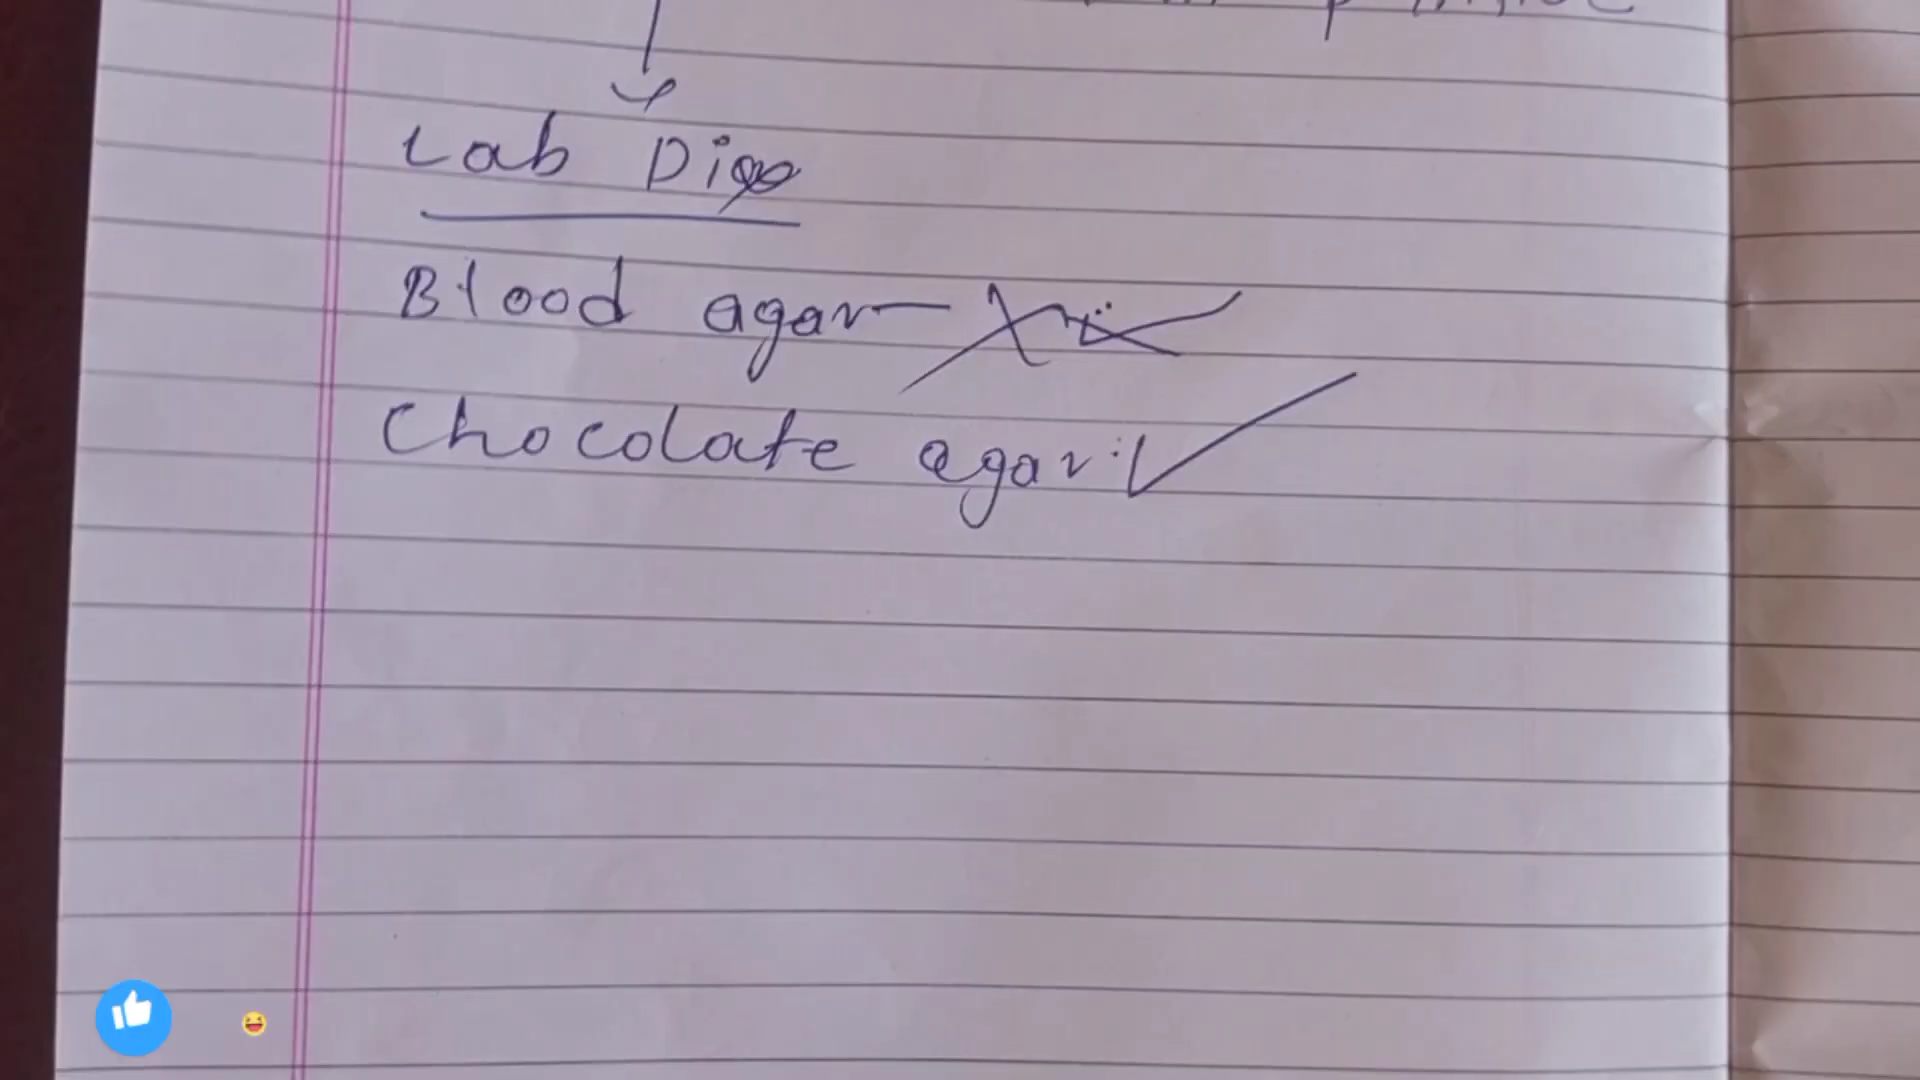 Lab Dig
Blood agar —
Chocolate agar: